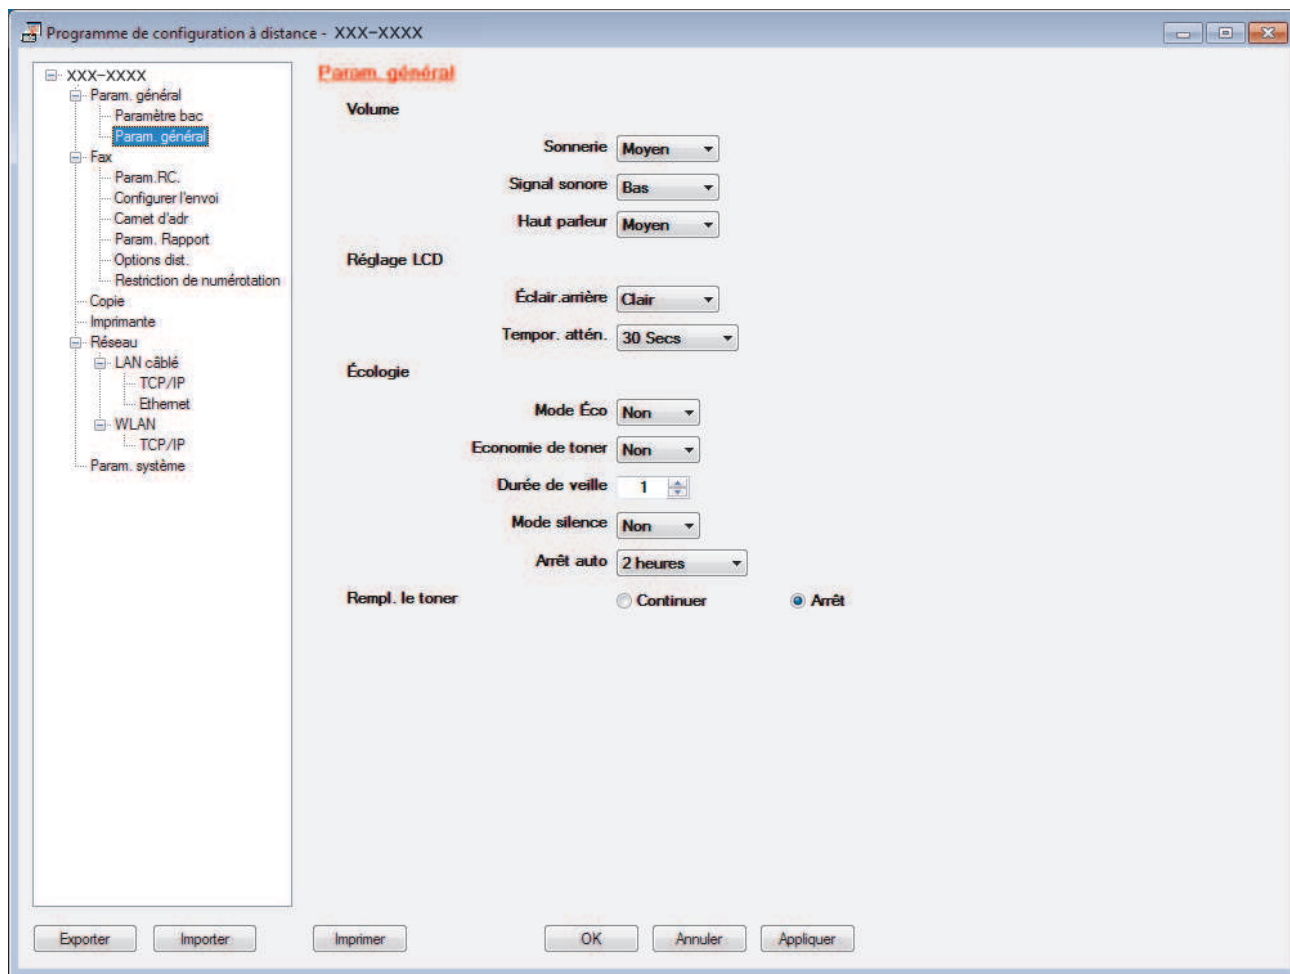 Programme de configuration à distance - XXX-XXXX
XXX-XXXX
Param. général
Paramètre bac
Param. général
Fax
Param.RC.
Configurer l'envoi
Carnet d'adr
Param. Rapport
Options dist.
Restriction de numérotation
Copie
Imprimante
Réseau
LAN câblé
TCP/IP
Ethernet
WLAN
TCP/IP
Param. système
Param. général
Volume
Sonnerie Moyen
Signal sonore Bas
Haut parleur Moyen
Réglage LCD
Éclair.arrière Clair
Tempor. attén. 30 Secs
Écologie
Mode Éco Non
Economie de toner Non
Durée de veille 1
Mode silence Non
Arrêt auto 2 heures
Rempl. le toner Continuer Arrêt
Exporter Importer Imprimer OK Annuler Appliquer